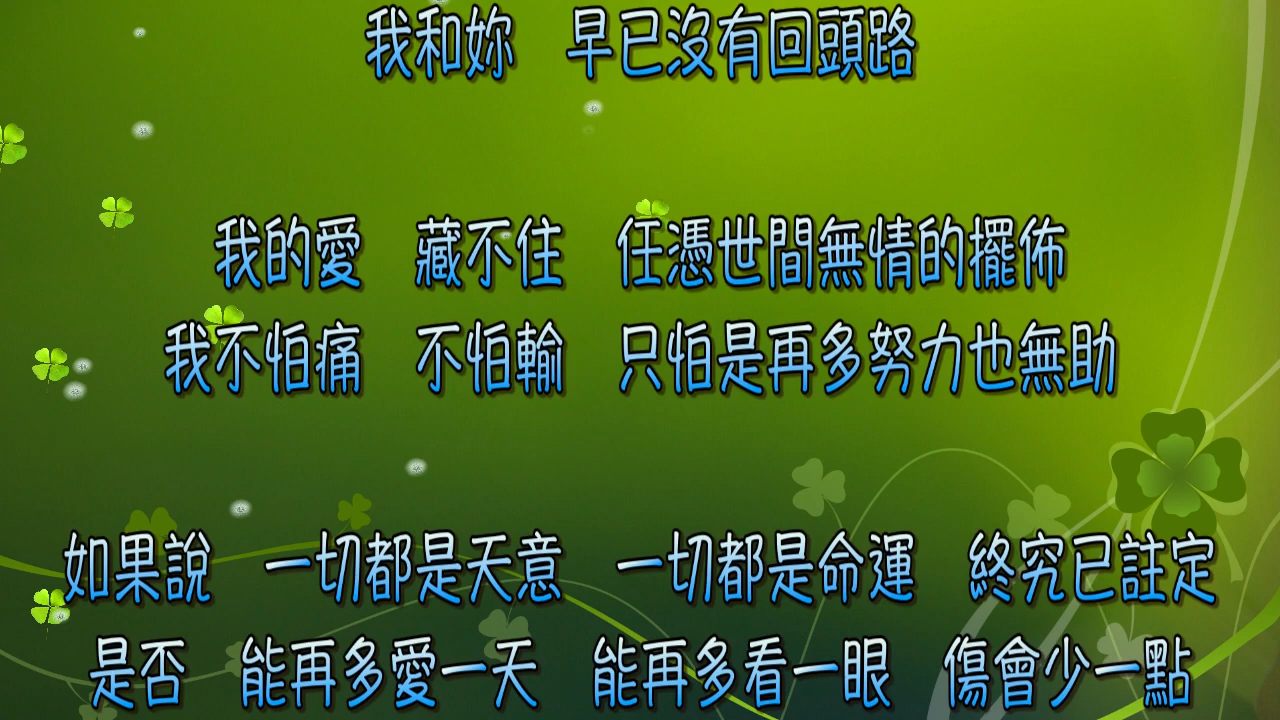 我和妳　早已沒有回頭路
我的愛　藏不住　任憑世間無情的擺佈
我不怕痛　不怕輸　只怕是再多努力也無助
如果說　一切都是天意　一切都是命運　終究已註定
是否　能再多愛一天　能再多看一眼　傷會少一點